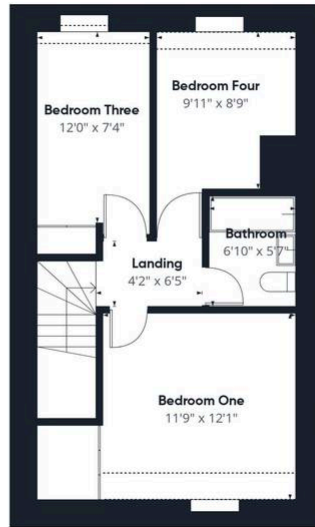 Bedroom Four
9'11" x 8'9"
Bedroom Three
12'0" x 7'4"
Bathroom
6'10" x 5'7"
Landing
4'2" x 6'5"
Bedroom One
11'9" x 12'1"